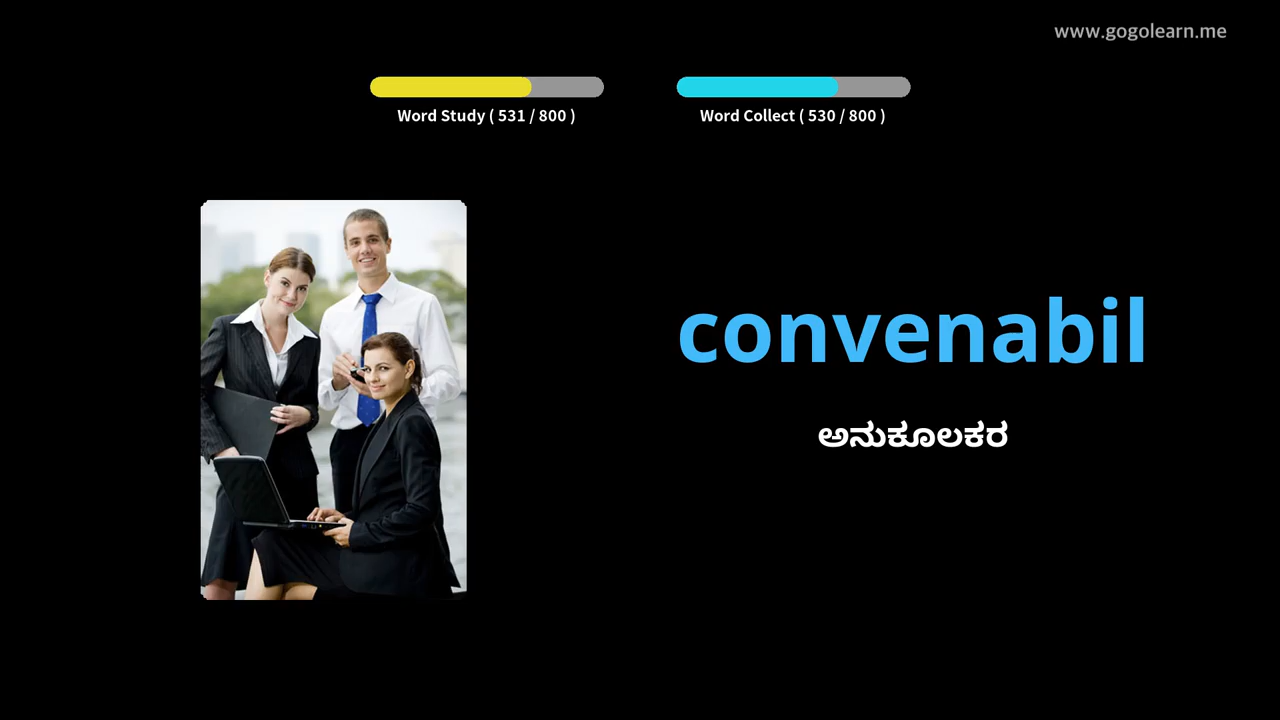 www.gogolearn.me
Word Study ( 531 / 800 )
Word Collect ( 530 / 800 )
convenabil
ಅನುಕೂಲಕರ